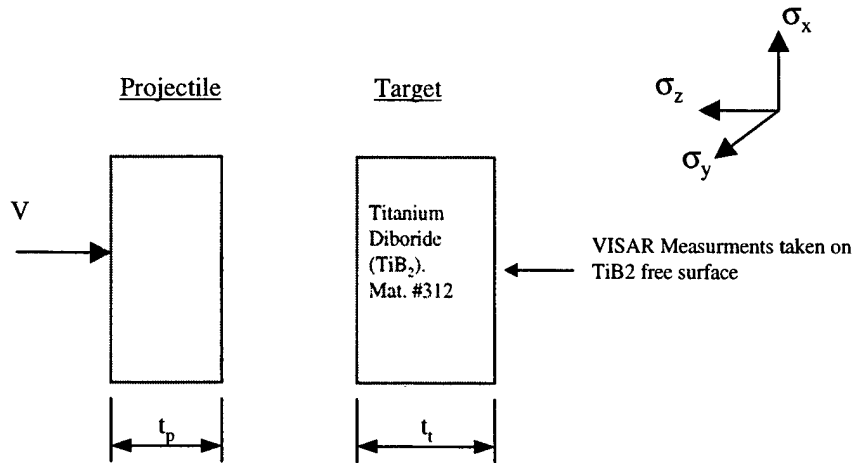 σx
Projectile
Target
σz
σy
V
Titanium
Diboride
(TiB2).
Mat. #312
VISAR Measurments taken on
TiB2 free surface
tp
tt